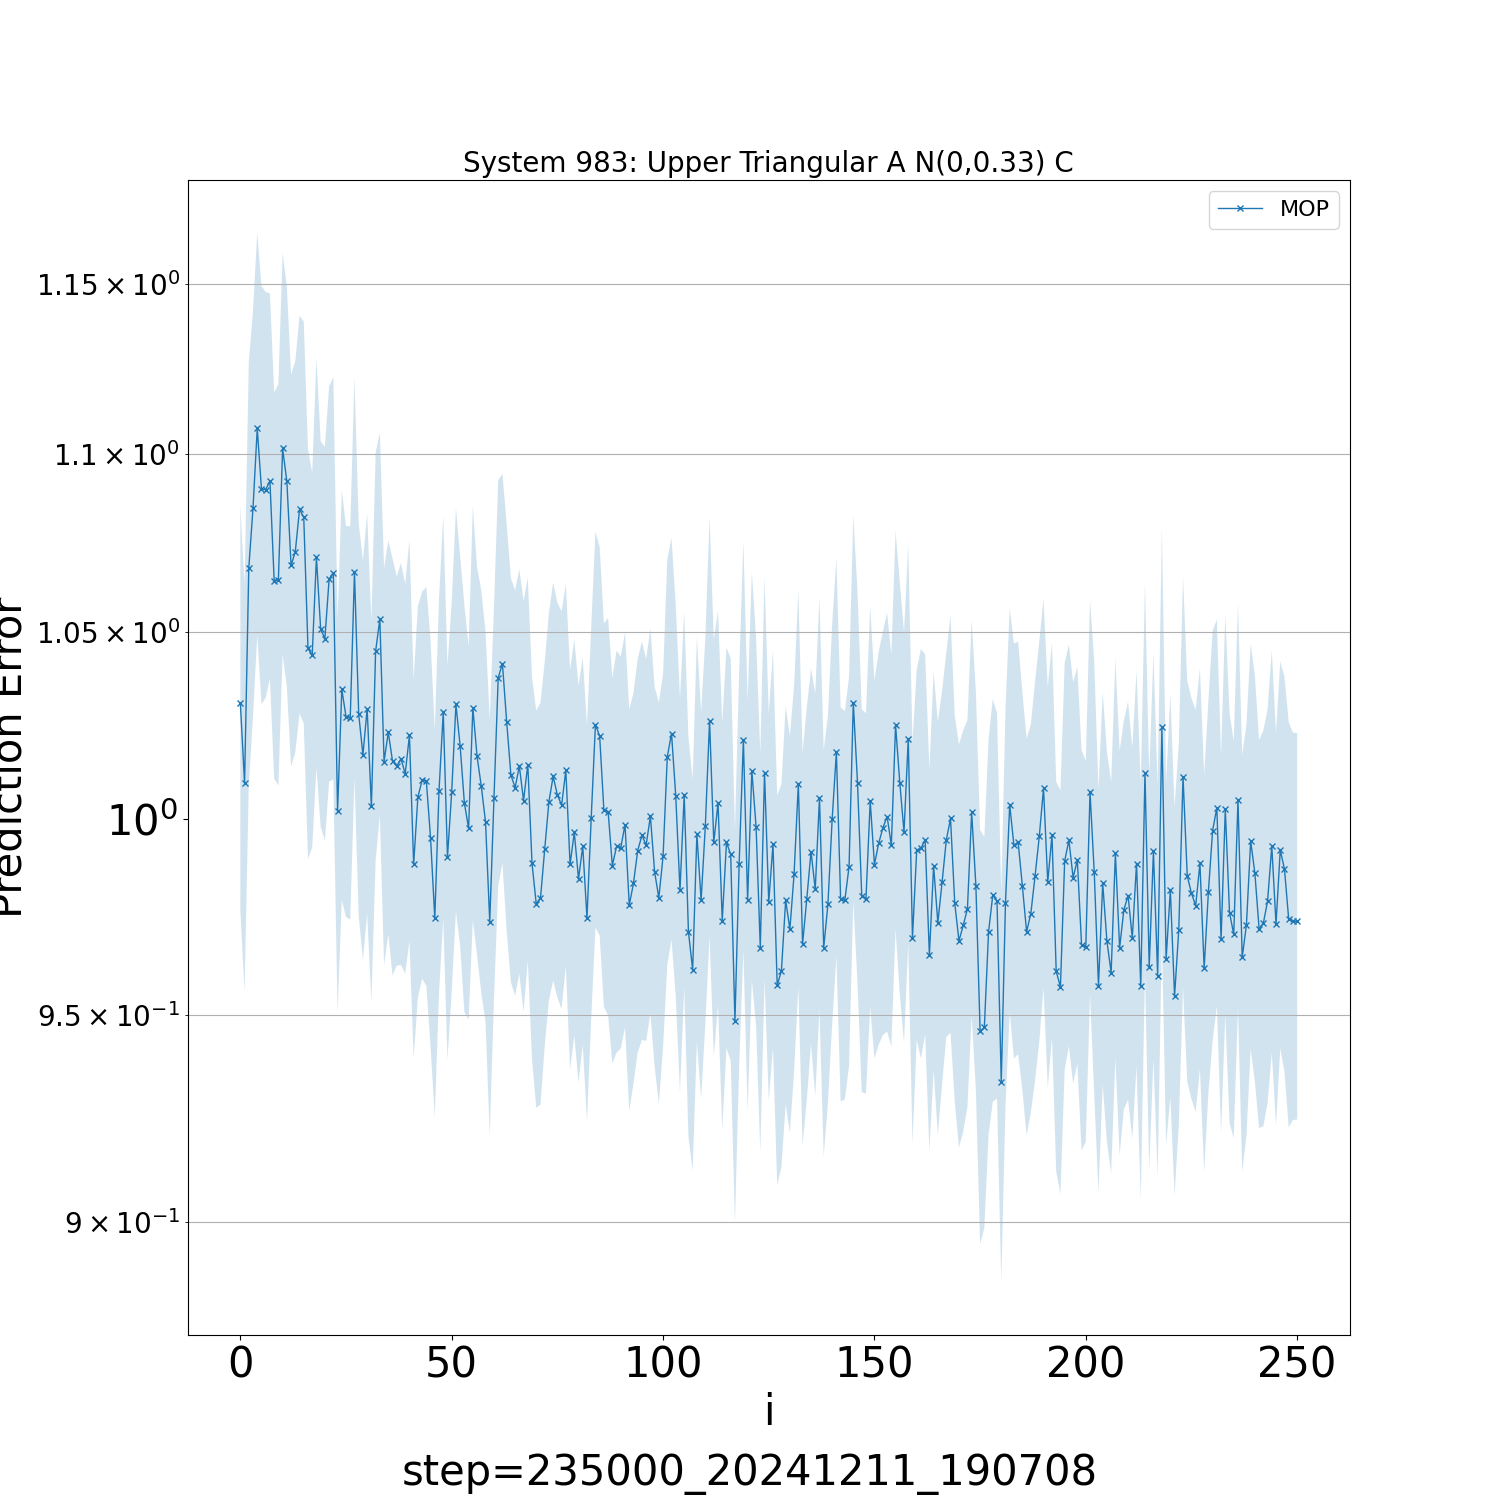 System 983: Upper Triangular A N(0,0.33) C
MOP
1.15 × 10⁰
1.1 × 10⁰
1.05 × 10⁰
10⁰
9.5 × 10⁻¹
9 × 10⁻¹
Prediction Error
0 50 100 150 200 250
i
step=235000_20241211_190708